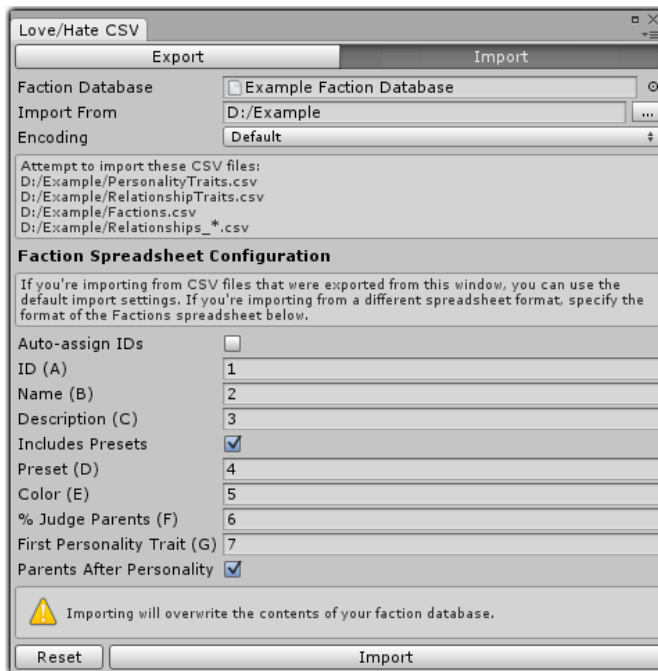 Love/Hate CSV
Export Import
Faction Database Example Faction Database
Import From D:/Example ...
Encoding Default
Attempt to import these CSV files:
D:/Example/PersonalityTraits.csv
D:/Example/RelationshipTraits.csv
D:/Example/Factions.csv
D:/Example/Relationships_*.csv
Faction Spreadsheet Configuration
If you're importing from CSV files that were exported from this window, you can use the
default import settings. If you're importing from a different spreadsheet format, specify the
format of the Factions spreadsheet below.
Auto-assign IDs
ID (A) 1
Name (B) 2
Description (C) 3
Includes Presets
Preset (D) 4
Color (E) 5
% Judge Parents (F) 6
First Personality Trait (G) 7
Parents After Personality
Importing will overwrite the contents of your faction database.
Reset Import